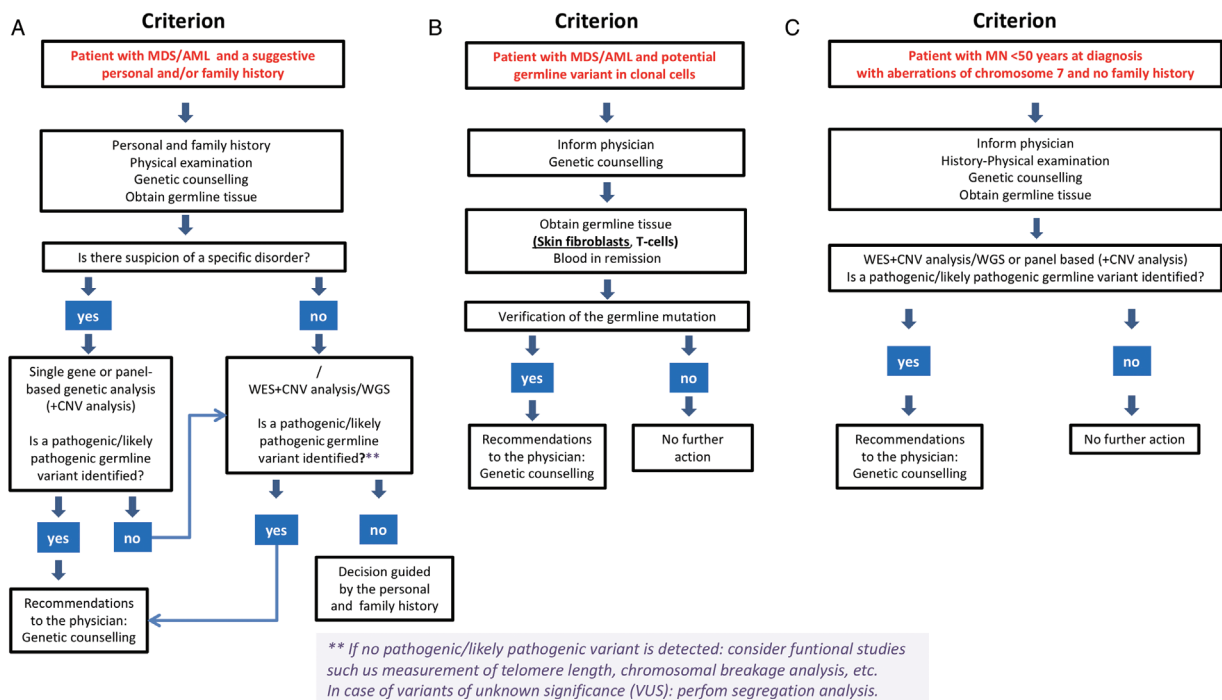 A
Criterion
Patient with MDS/AML and a suggestive
personal and/or family history
Personal and family history
Physical examination
Genetic counselling
Obtain germline tissue
Is there suspicion of a specific disorder?
yes
no
Single gene or panel-
based genetic analysis
(+CNV analysis)
Is a pathogenic/likely
pathogenic germline
variant identified?
/
WES+CNV analysis/WGS
Is a pathogenic/likely
pathogenic germline
variant identified?**
yes
no
yes
no
Recommendations
to the physician:
Genetic counselling
Decision guided
by the personal
and family history
B
Criterion
Patient with MDS/AML and potential
germline variant in clonal cells
Inform physician
Genetic counselling
Obtain germline tissue
(Skin fibroblasts, T-cells)
Blood in remission
Verification of the germline mutation
yes
no
Recommendations
to the physician:
Genetic counselling
No further
action
C
Criterion
Patient with MN <50 years at diagnosis
with aberrations of chromosome 7 and no family history
Inform physician
History-Physical examination
Genetic counselling
Obtain germline tissue
WES+CNV analysis/WGS or panel based (+CNV analysis)
Is a pathogenic/likely pathogenic germline variant identified?
yes
no
Recommendations
to the physician:
Genetic counselling
No further action
** If no pathogenic/likely pathogenic variant is detected: consider funtional studies
such us measurement of telomere length, chromosomal breakage analysis, etc.
In case of variants of unknown significance (VUS): perfom segregation analysis.